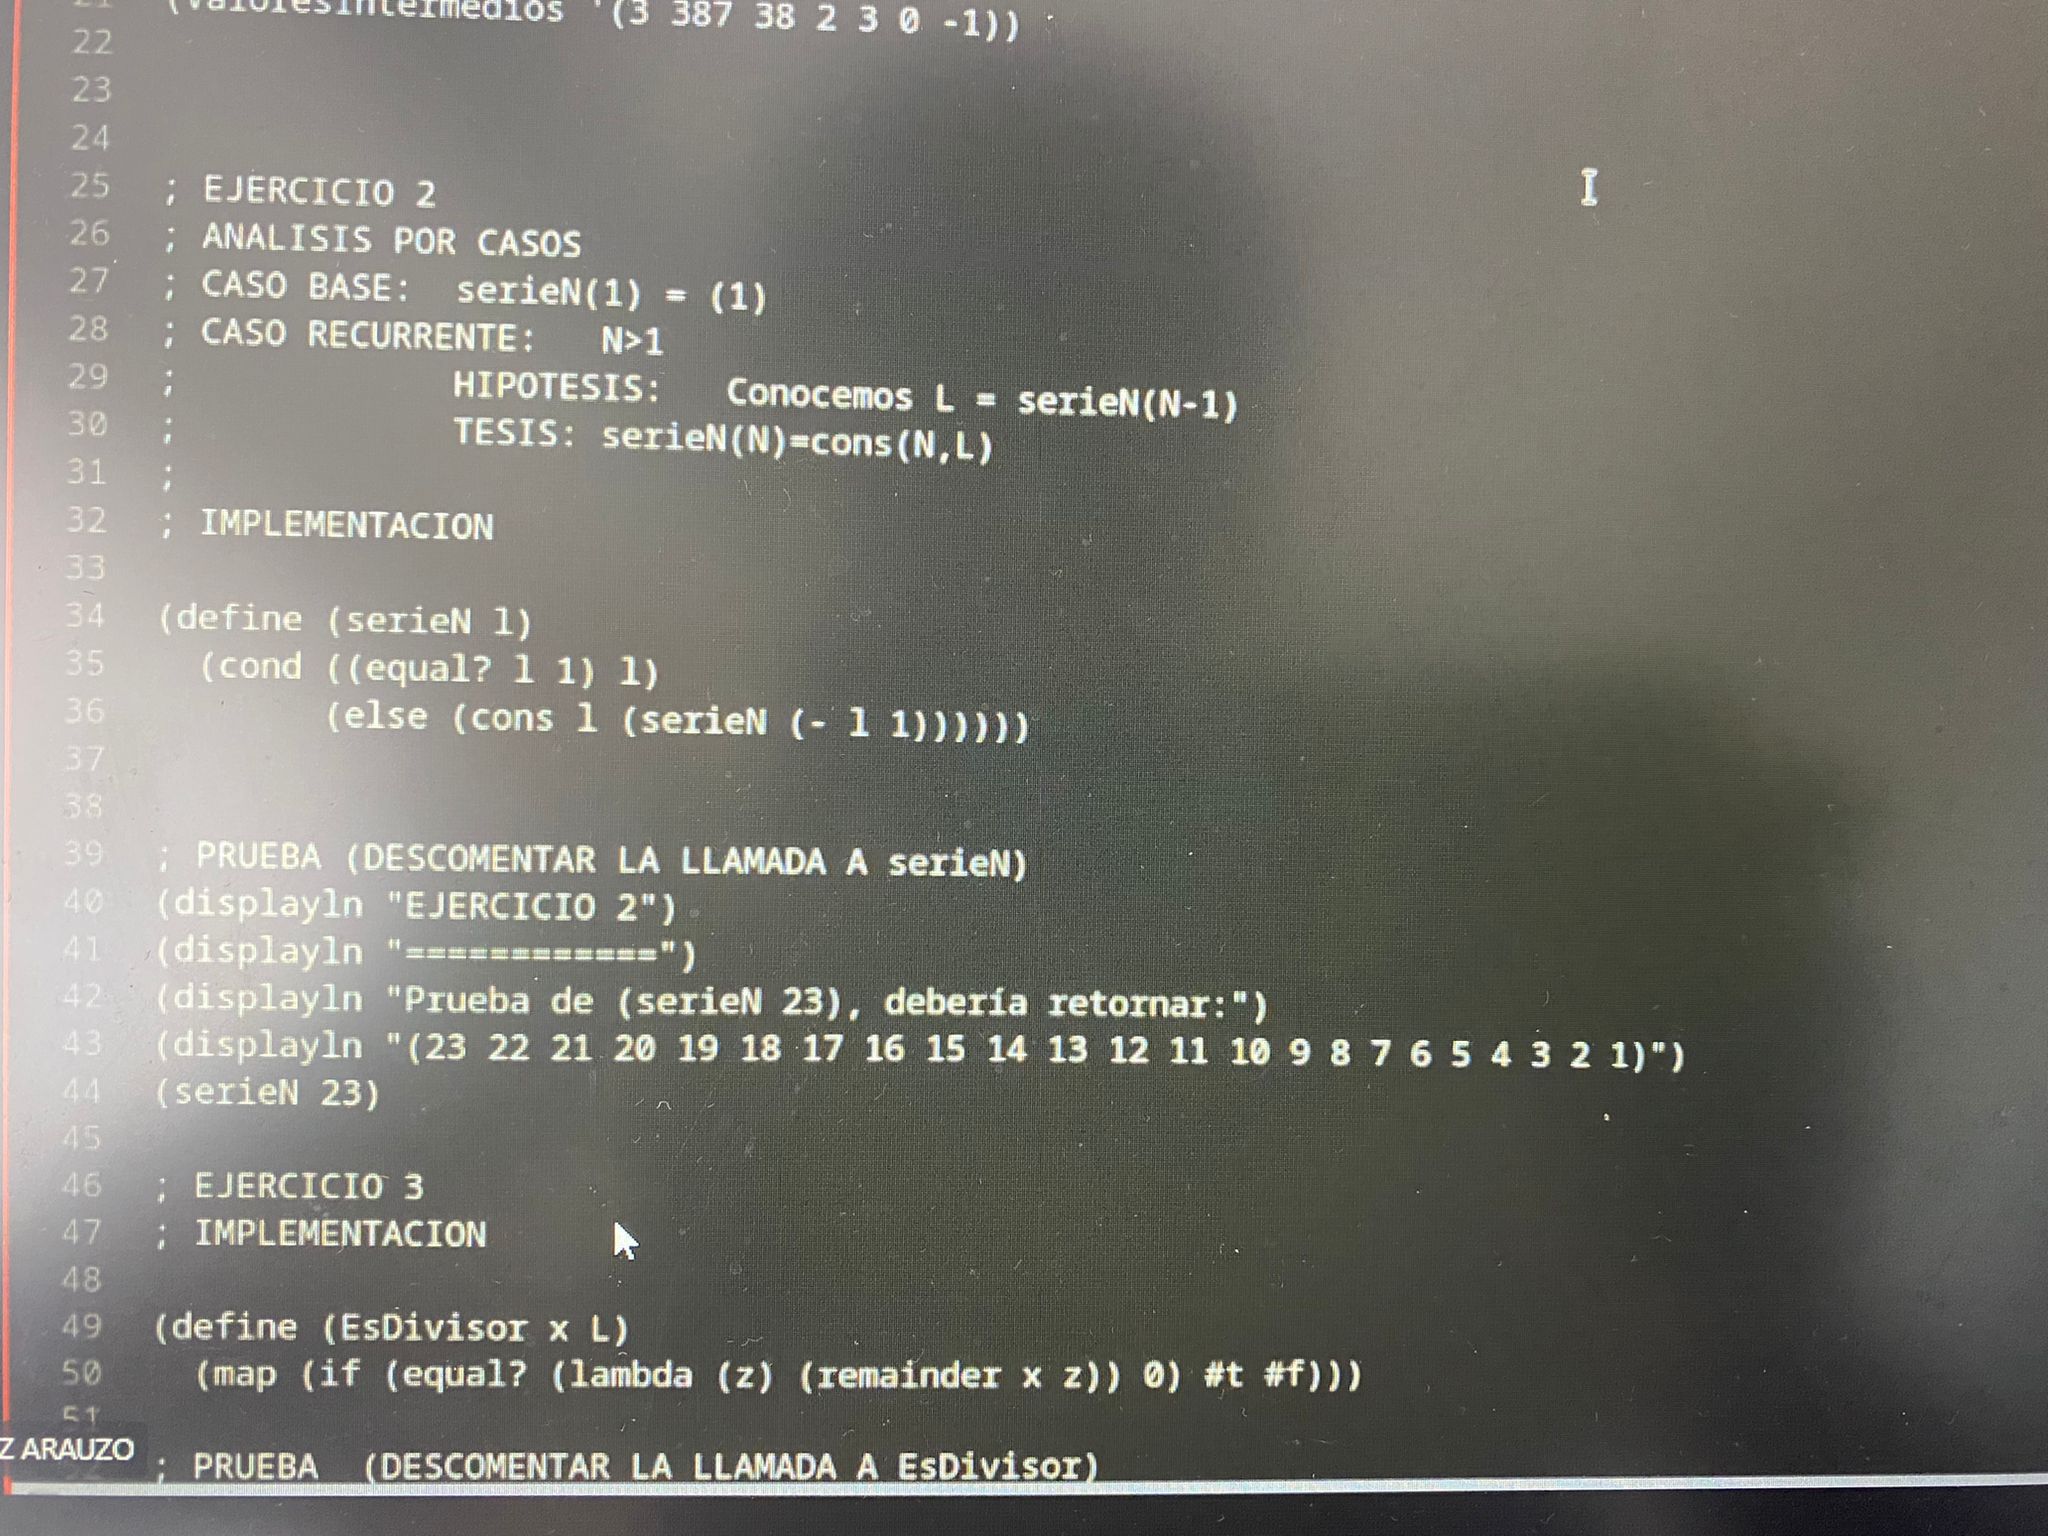 21 (valoresIntermedios '(3 387 38 2 3 0 -1))
22
23
24
25 ; EJERCICIO 2
26 ; ANALISIS POR CASOS
27 ; CASO BASE: serieN(1) = (1)
28 ; CASO RECURRENTE: N>1
29 ; HIPOTESIS: Conocemos L = serieN(N-1)
30 ; TESIS: serieN(N)=cons(N,L)
31 ;
32 ; IMPLEMENTACION
33
34 (define (serieN l)
35 (cond ((equal? l 1) l)
36 (else (cons l (serieN (- l 1))))))
37
38
39 ; PRUEBA (DESCOMENTAR LA LLAMADA A serieN)
40 (displayln "EJERCICIO 2")
41 (displayln "============")
42 (displayln "Prueba de (serieN 23), debería retornar:")
43 (displayln "(23 22 21 20 19 18 17 16 15 14 13 12 11 10 9 8 7 6 5 4 3 2 1)")
44 (serieN 23)
45
46 ; EJERCICIO 3
47 ; IMPLEMENTACION
48
49 (define (EsDivisor x L)
50 (map (if (equal? (lambda (z) (remainder x z)) 0) #t #f)))
51
Z ARAUZO
; PRUEBA (DESCOMENTAR LA LLAMADA A EsDivisor)